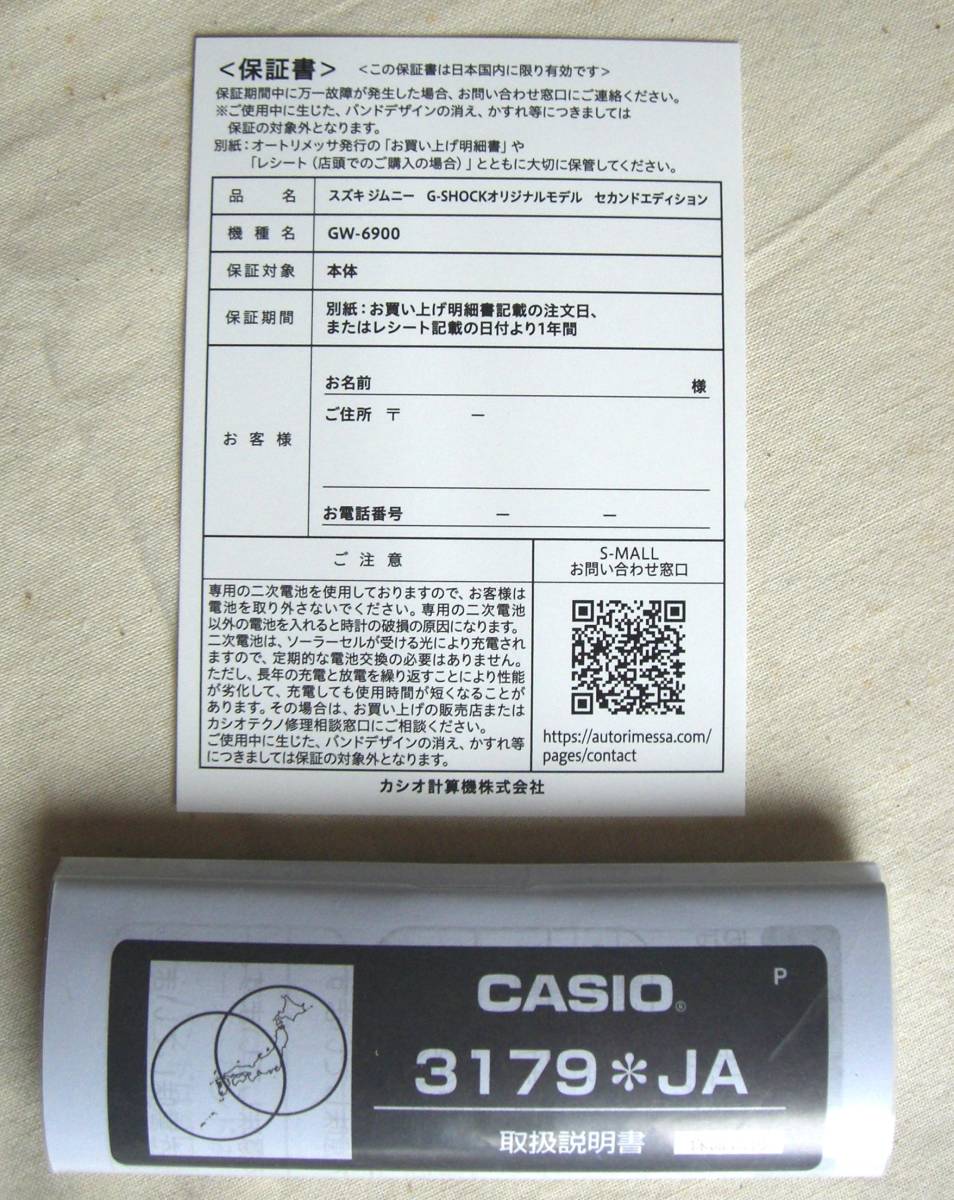 ＜保証書＞ ＜この保証書は日本国内に限り有効です＞
保証期間中に万一故障が発生した場合、お問い合わせ窓口にご連絡ください。
※ご使用中に生じた、バンドデザインの消え、かすれ等につきましては
保証の対象外となります。
別紙：オートリメッサ発行の「お買い上げ明細書」や
「レシート（店頭でのご購入の場合）」とともに大切に保管してください。
品 名 スズキ ジムニー G-SHOCKオリジナルモデル セカンドエディション
機種名 GW-6900
保証対象 本体
保証期間 別紙：お買い上げ明細書記載の注文日、
またはレシート記載の日付より1年間
お客様
お名前 様
ご住所 〒 －
お電話番号 － －
ご注意
専用の二次電池を使用しておりますので、お客様は
電池を取り外さないでください。専用の二次電池
以外の電池を入れると時計の破損の原因になります。
二次電池は、ソーラーセルが受ける光により充電され
ますので、定期的な電池交換の必要はありません。
ただし、長年の充電と放電を繰り返すことにより性能
が劣化して、充電しても使用時間が短くなることが
あります。その場合は、お買い上げの販売店または
カシオテクノ修理相談窓口にご相談ください。
ご使用中に生じた、バンドデザインの消え、かすれ等
につきましては保証の対象外となります。
S-MALL
お問い合わせ窓口
https://autorimessa.com/
pages/contact
カシオ計算機株式会社
P
CASIO®
3179＊JA
取扱説明書